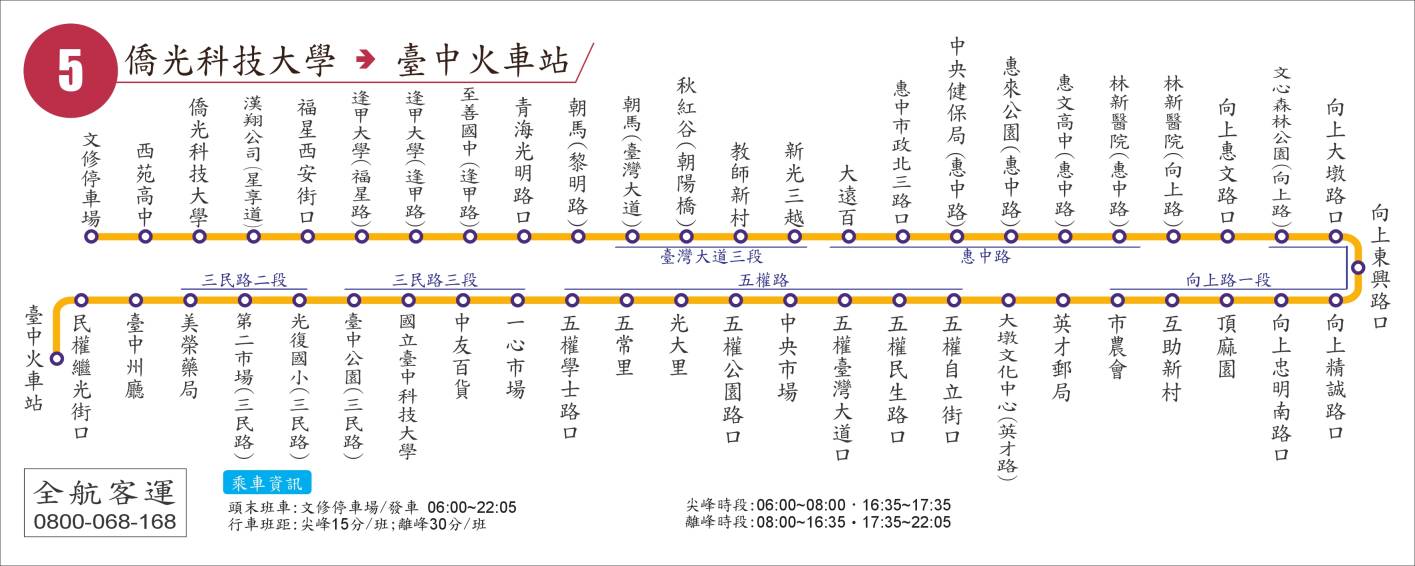 5
僑光科技大學 ➔ 臺中火車站
文修停車場
西苑高中
僑光科技大學
漢翔公司(星享道)
福星西安街口
逢甲大學(福星路)
逢甲大學(逢甲路)
至善國中(逢甲路)
青海光明路口
朝馬(黎明路)
朝馬(臺灣大道)
秋紅谷(朝陽橋)
教師新村
新光三越
大遠百
惠中市政北三路口
中央健保局(惠中路)
惠來公園(惠中路)
惠文高中(惠中路)
林新醫院(惠中路)
林新醫院(向上路)
向上惠文路口
文心森林公園(向上路)
向上大墩路口
向上東興路口
臺灣大道三段
惠中路
三民路二段
三民路三段
五權路
向上路一段
臺中火車站
民權繼光街口
臺中州廳
美榮藥局
第二市場(三民路)
光復國小(三民路)
臺中公園(三民路)
國立臺中科技大學
中友百貨
一心市場
五權學士路口
五常里
光大里
五權公園路口
中央市場
五權臺灣大道口
五權民生路口
五權自立街口
大墩文化中心(英才路)
英才郵局
市農會
互助新村
頂麻園
向上忠明南路口
向上精誠路口
全航客運
0800-068-168
乘車資訊
頭末班車:文修停車場/發車 06:00~22:05
行車班距:尖峰15分/班;離峰30分/班
尖峰時段:06:00~08:00・16:35~17:35
離峰時段:08:00~16:35・17:35~22:05